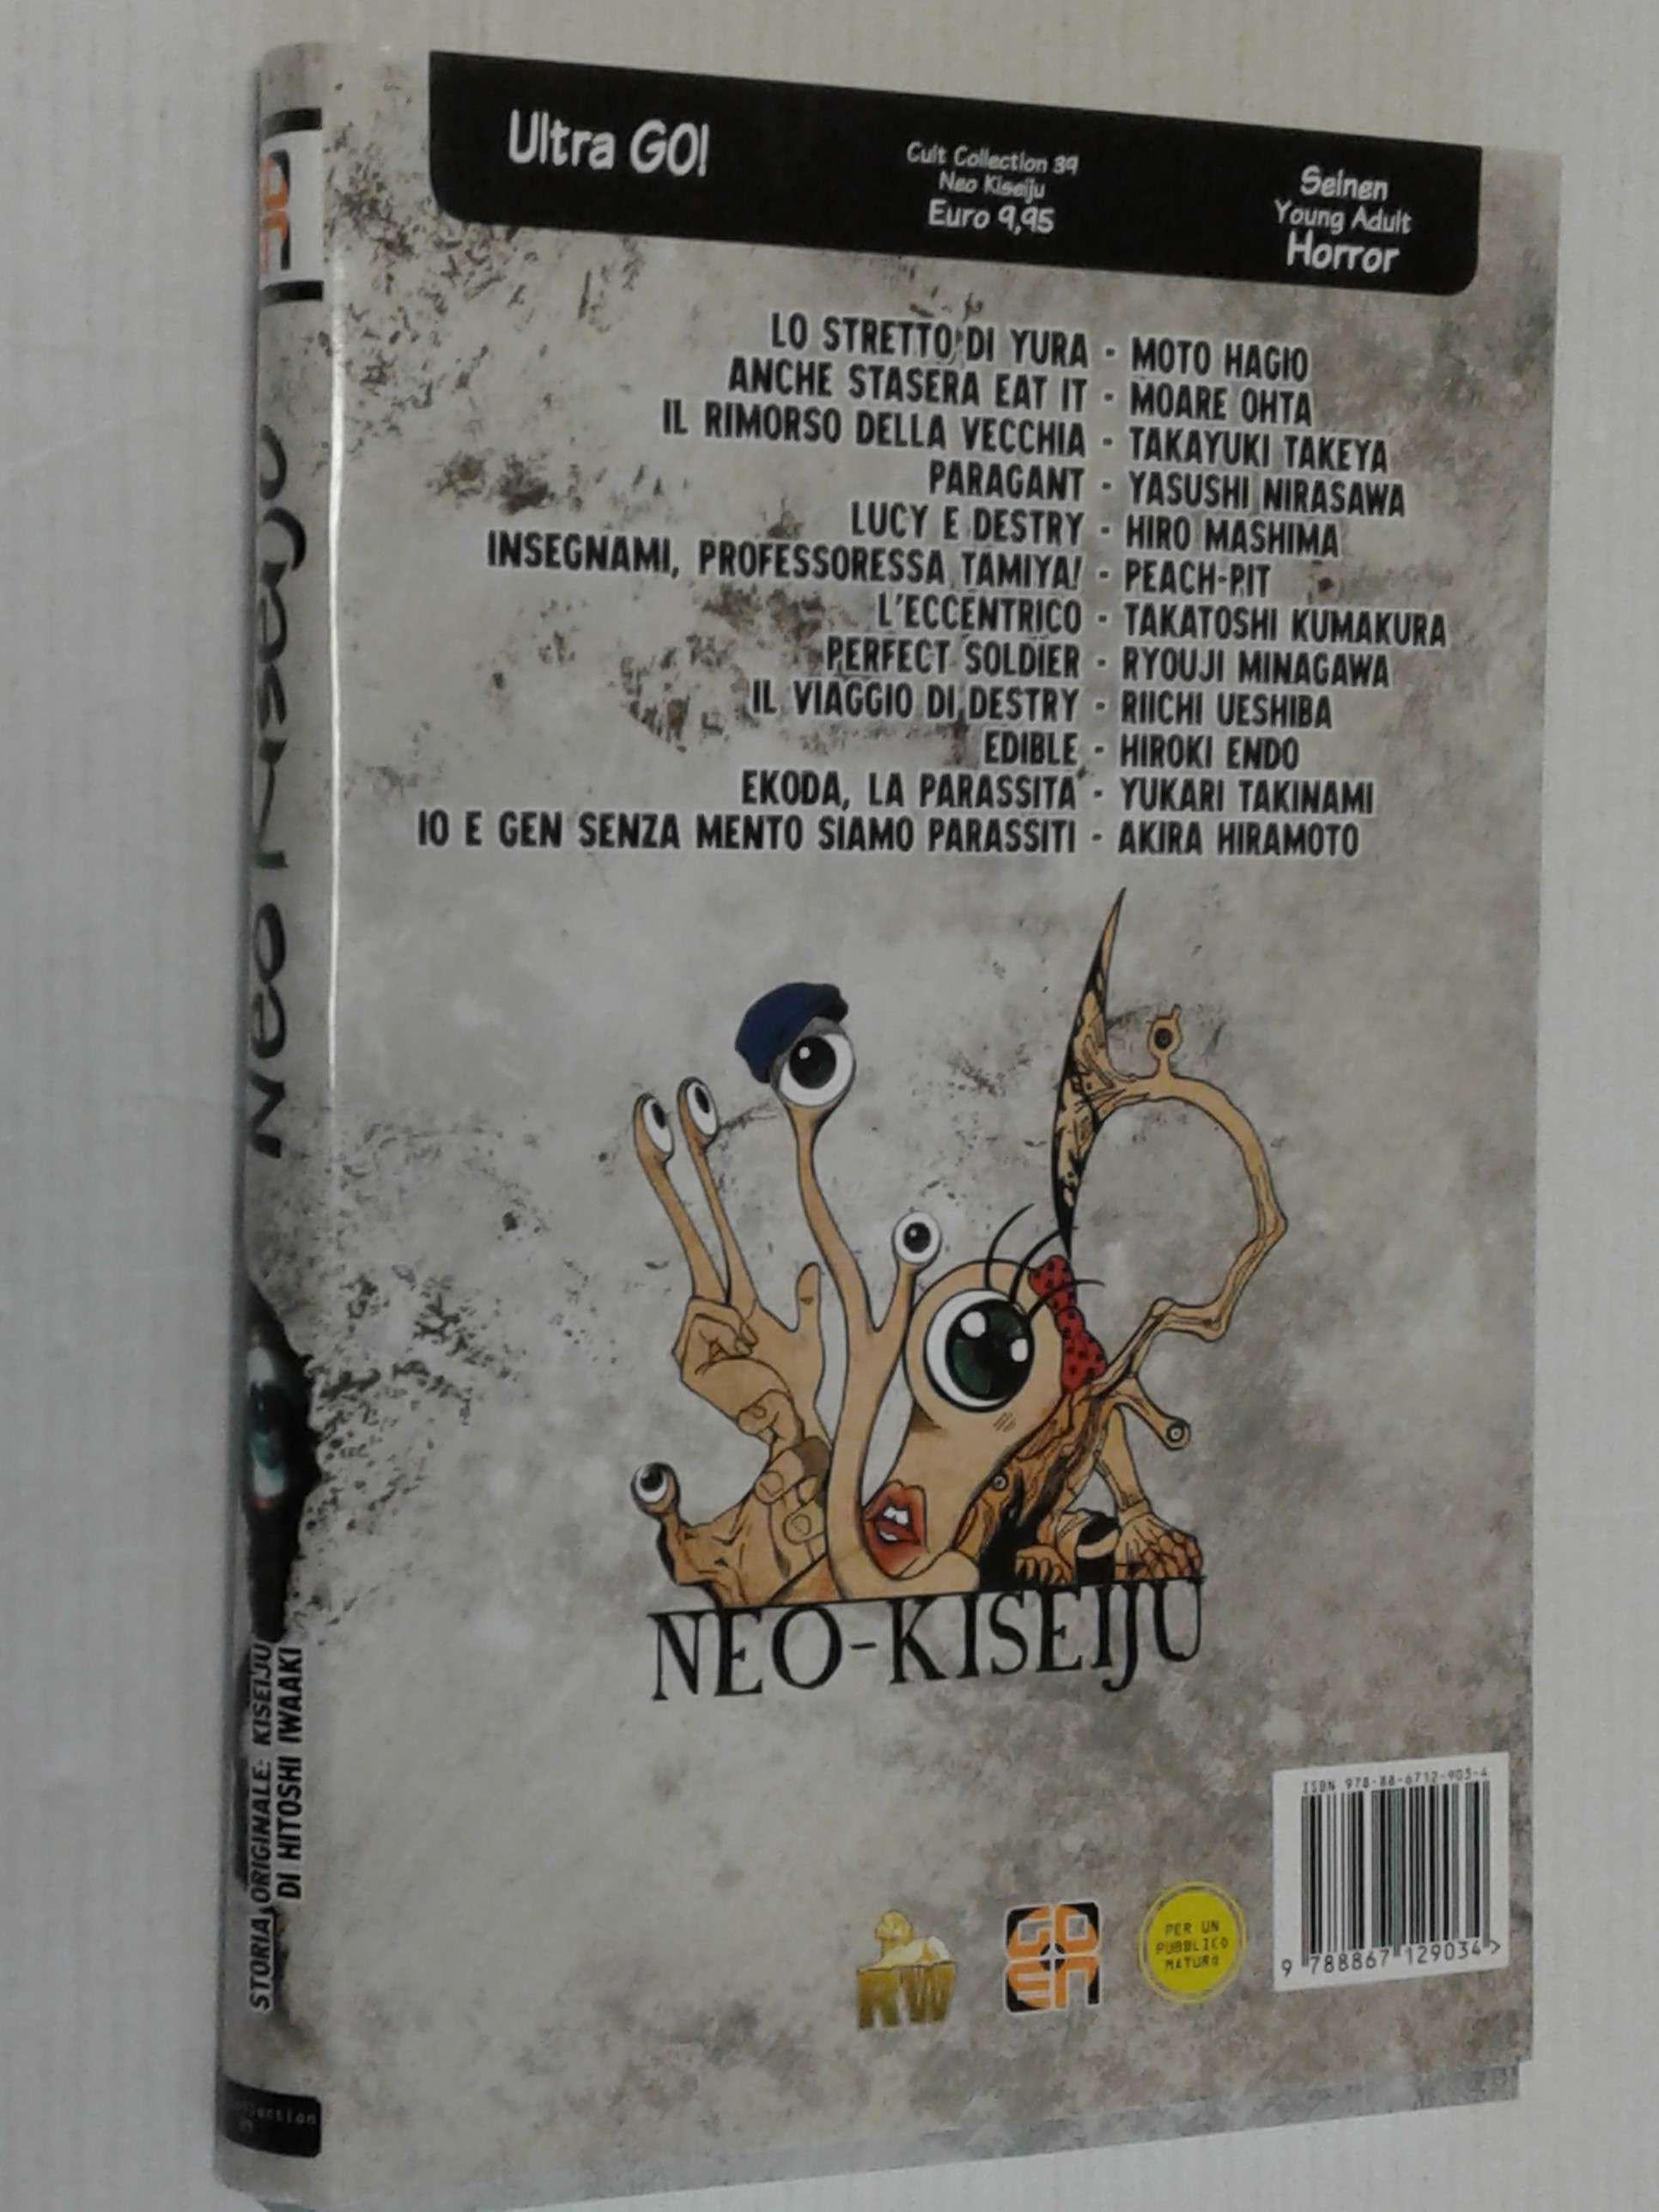 Ultra GO!
Cult Collection 39
Neo Kiseiju
Euro 9,95
Seinen
Young Adult
Horror
LO STRETTO DI YURA - MOTO HAGIO
ANCHE STASERA EAT IT - MOARE OHTA
IL RIMORSO DELLA VECCHIA - TAKAYUKI TAKEYA
PARAGANT - YASUSHI NIRASAWA
LUCY E DESTRY - HIRO MASHIMA
INSEGNAMI, PROFESSORESSA TAMIYA! - PEACH-PIT
L'ECCENTRICO - TAKATOSHI KUMAKURA
PERFECT SOLDIER - RYOUJI MINAGAWA
IL VIAGGIO DI DESTRY - RIICHI UESHIBA
EDIBLE - HIROKI ENDO
EKODA, LA PARASSITA - YUKARI TAKINAMI
IO E GEN SENZA MENTO SIAMO PARASSITI - AKIRA HIRAMOTO
NEO-KISEIJU
ISBN 978-88-6712-903-4
9 788867 129034 >
RW
GO
EN
PER UN
PUBBLICO
MATURO
Neo Kiseiju
STORIA ORIGINALE: KISEIJU
DI HITOSHI IWAAKI